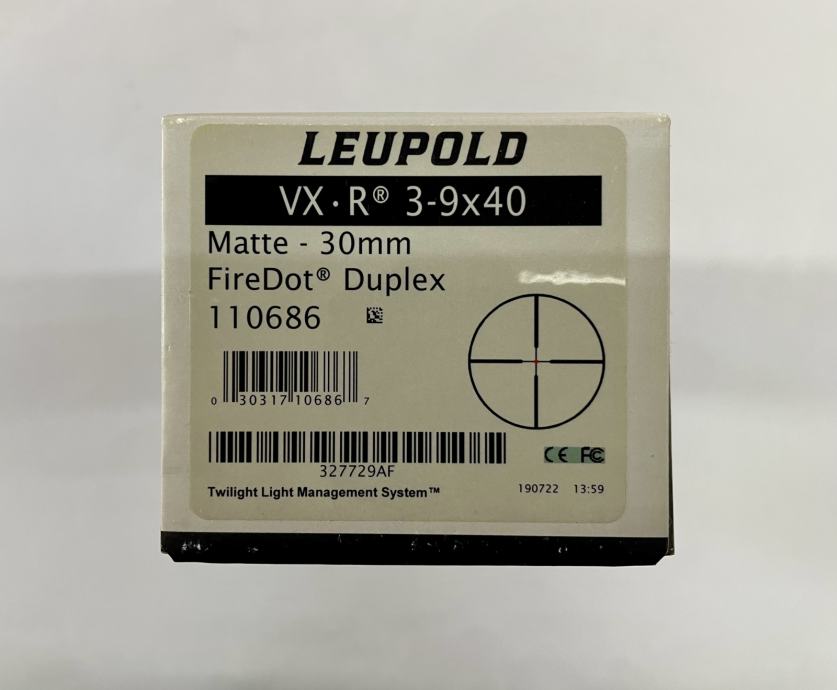 LEUPOLD
VX·R® 3-9x40
Matte - 30mm
FireDot® Duplex
110686
0 30317 10686 7
327729AF
CE FC
Twilight Light Management System™
190722 13:59